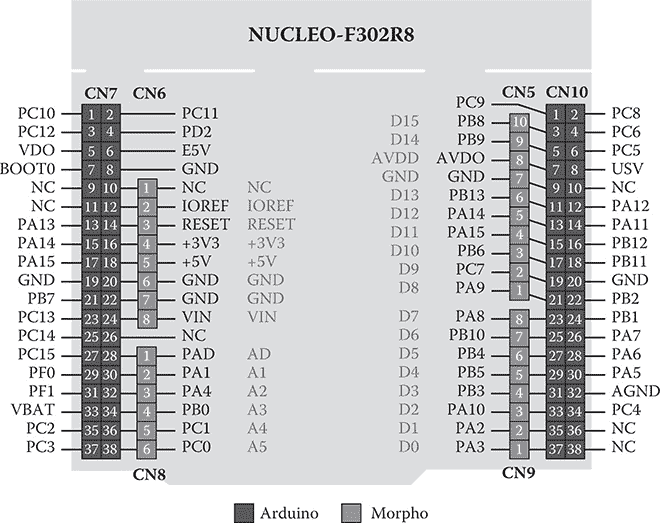 NUCLEO-F302R8
CN7 CN6 CN5 CN10
PC9
PC10 1 2 PC11 D15 PB8 10 1 2 PC8
PC12 3 4 PD2 D14 PB9 9 3 4 PC6
VDO 5 6 E5V AVDD AVDO 8 5 6 PC5
BOOT0 7 8 GND GND GND 7 7 8 USV
NC 9 10 1 NC NC D13 PB13 6 9 10 NC
NC 11 12 2 IOREF IOREF D12 PA14 5 11 12 PA12
PA13 13 14 3 RESET RESET D11 PA15 4 13 14 PA11
PA14 15 16 4 +3V3 +3V3 D10 PB6 3 15 16 PB12
PA15 17 18 5 +5V +5V D9 PC7 2 17 18 PB11
GND 19 20 6 GND GND D8 PA9 1 19 20 GND
PB7 21 22 7 GND GND 21 22 PB2
PC13 23 24 8 VIN VIN D7 PA8 8 23 24 PB1
PC14 25 26 NC D6 PB10 7 25 26 PA7
PC15 27 28 1 PAD AD D5 PB4 6 27 28 PA6
PF0 29 30 2 PA1 A1 D4 PB5 5 29 30 PA5
PF1 31 32 3 PA4 A2 D3 PB3 4 31 32 AGND
VBAT 33 34 4 PB0 A3 D2 PA10 3 33 34 PC4
PC2 35 36 5 PC1 A4 D1 PA2 2 35 36 NC
PC3 37 38 6 PC0 A5 D0 PA3 1 37 38 NC
CN8 CN9
Arduino Morpho